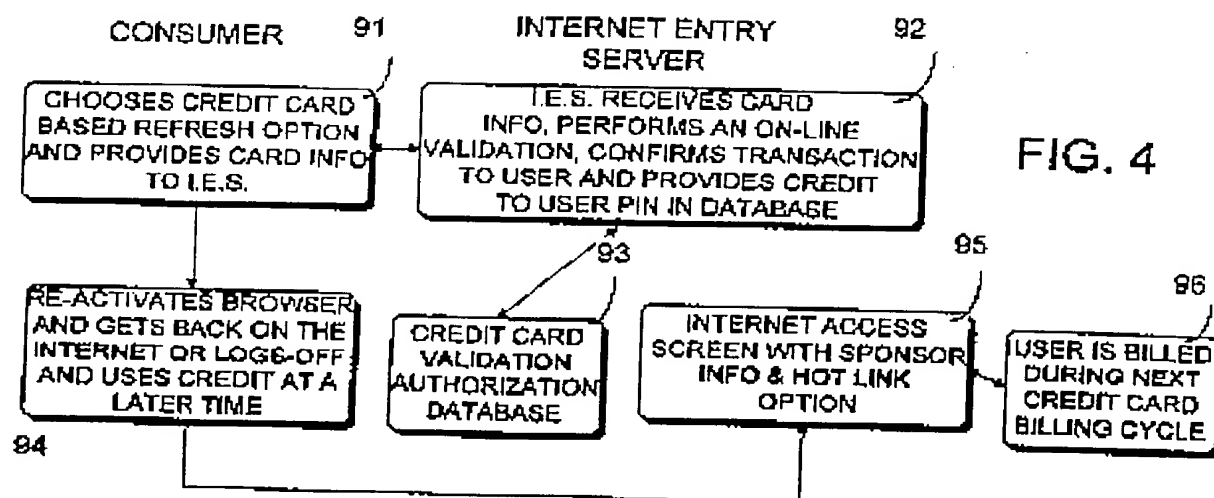 CONSUMER
91
INTERNET ENTRY
SERVER
92
CHOOSES CREDIT CARD
BASED REFRESH OPTION
AND PROVIDES CARD INFO
TO I.E.S.
I.E.S. RECEIVES CARD
INFO, PERFORMS AN ON-LINE
VALIDATION, CONFIRMS TRANSACTION
TO USER AND PROVIDES CREDIT
TO USER PIN IN DATABASE
FIG. 4
RE-ACTIVATES BROWSER
AND GETS BACK ON THE
INTERNET OR LOGS-OFF
AND USES CREDIT AT A
LATER TIME
94
93
CREDIT CARD
VALIDATION
AUTHORIZATION
DATABASE
95
INTERNET ACCESS
SCREEN WITH SPONSOR
INFO & HOT LINK
OPTION
96
USER IS BILLED
DURING NEXT
CREDIT CARD
BILLING CYCLE